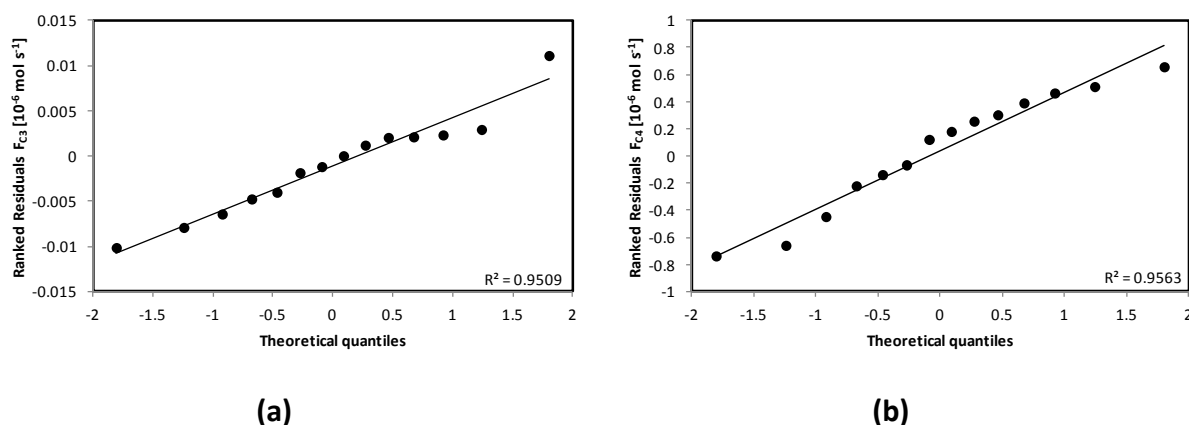 Ranked Residuals F_C3 [10⁻⁶ mol s⁻¹]
0.015
0.01
0.005
0
-0.005
-0.01
-0.015
R² = 0.9509
-2 -1.5 -1 -0.5 0 0.5 1 1.5 2
Theoretical quantiles
(a)
Ranked Residuals F_C4 [10⁻⁶ mol s⁻¹]
1
0.8
0.6
0.4
0.2
0
-0.2
-0.4
-0.6
-0.8
-1
R² = 0.9563
-2 -1.5 -1 -0.5 0 0.5 1 1.5 2
Theoretical quantiles
(b)